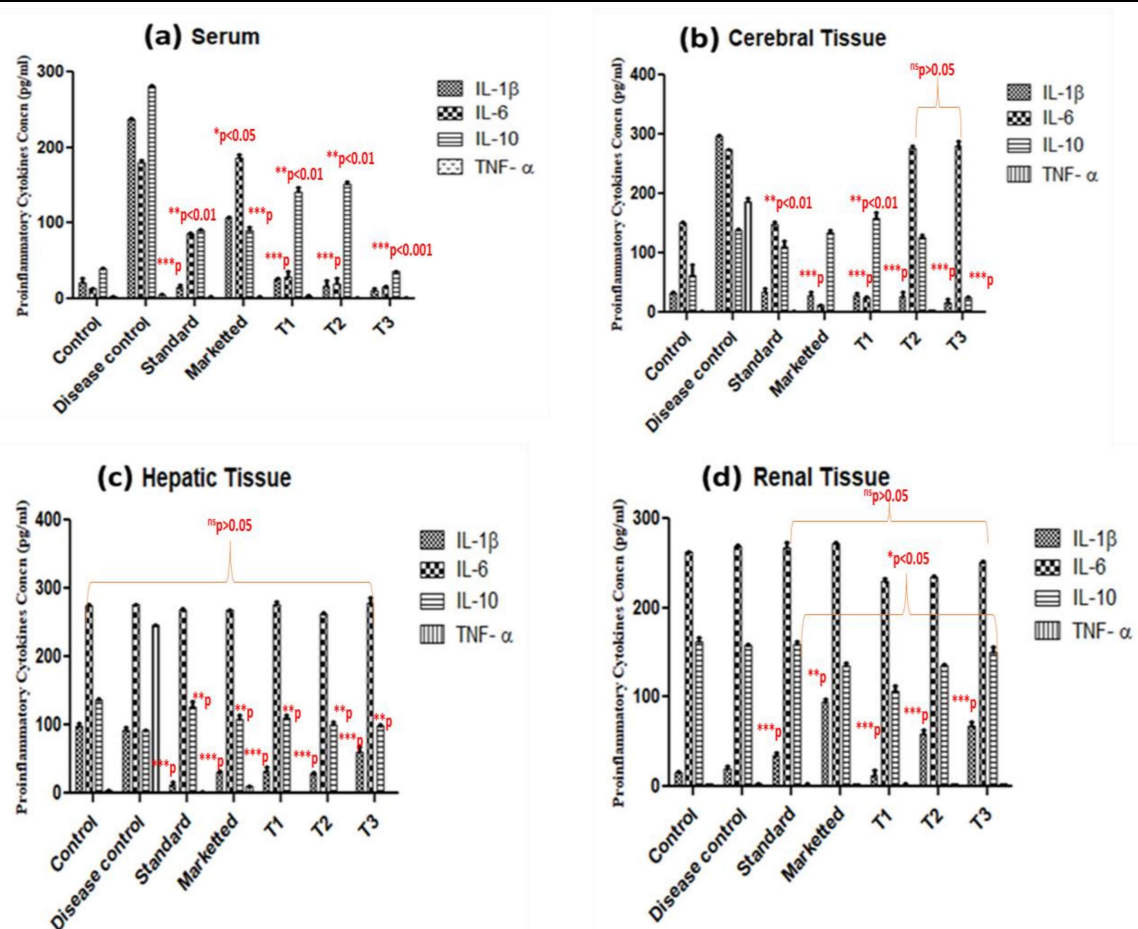 (a) Serum
Proinflammatory Cytokines Concn (pg/ml)
300
200
100
0
IL-1β
IL-6
IL-10
TNF- α
*p<0.05
**p<0.01
**p<0.01
**p<0.01
***p
***p
***p
***p
***p<0.001
Control
Disease control
Standard
Marketted
T1
T2
T3
(b) Cerebral Tissue
Proinflammatory Cytokines Concn (pg/ml)
400
300
200
100
0
IL-1β
IL-6
IL-10
TNF- α
nsp>0.05
**p<0.01
**p<0.01
***p
***p
***p
***p
***p
Control
Disease control
Standard
Marketted
T1
T2
T3
(c) Hepatic Tissue
Proinflammatory Cytokines Concn (pg/ml)
400
300
200
100
0
IL-1β
IL-6
IL-10
TNF- α
nsp>0.05
**p
**p
**p
**p
**p
***p
***p
***p
***p
***p
Control
Disease control
Standard
Marketted
T1
T2
T3
(d) Renal Tissue
Proinflammatory Cytokines Concn (pg/ml)
300
200
100
0
IL-1β
IL-6
IL-10
TNF- α
nsp>0.05
*p<0.05
**p
***p
***p
***p
***p
Control
Disease control
Standard
Marketted
T1
T2
T3